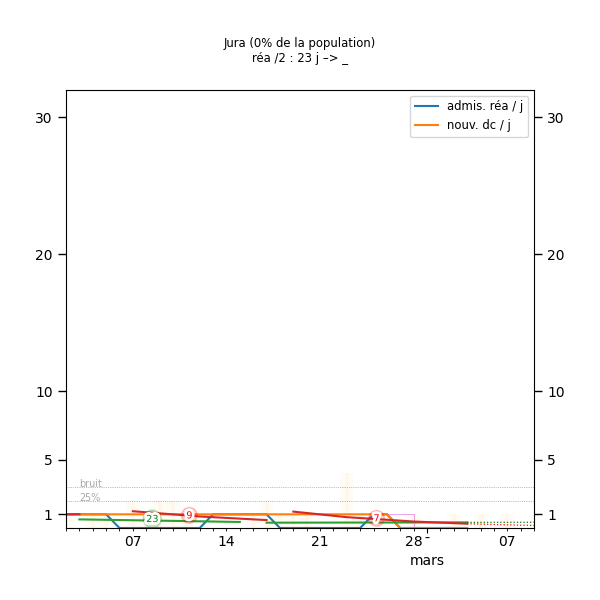 Jura (0% de la population)
réa /2 : 23 j –> _
admis. réa / j
nouv. dc / j
30 30
20 20
10 10
5 5
bruit
25%
1 23 9 7 1
07 14 21 28 07
mars